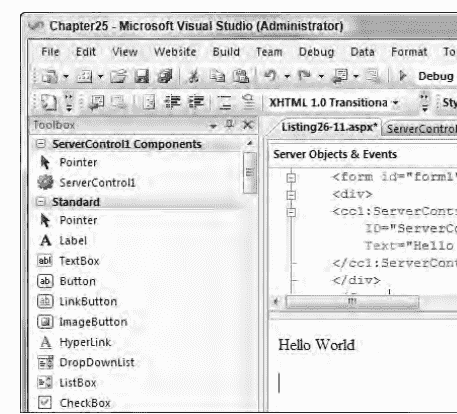 Chapter25 - Microsoft Visual Studio (Administrator)
File Edit View Website Build Team Debug Data Format To
Debug
XHTML 1.0 Transitiona
Sty
Toolbox
ServerControl1 Components
Pointer
ServerControl1
Standard
Pointer
Label
TextBox
Button
LinkButton
ImageButton
HyperLink
DropDownList
ListBox
CheckBox
Listing26-11.aspx* ServerControl
Server Objects & Events
<form id="form1"
<div>
<cc1:ServerContr
ID="ServerCo
Text="Hello
</cc1:ServerCont
</div>
Hello World